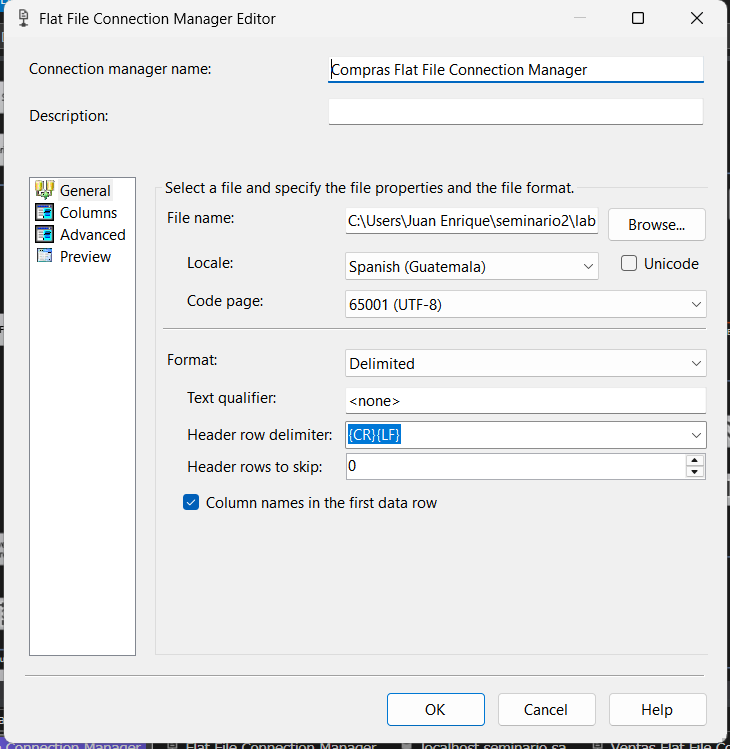 Flat File Connection Manager Editor
Connection manager name:
Compras Flat File Connection Manager
Description:
General
Columns
Advanced
Preview
Select a file and specify the file properties and the file format.
File name:
C:\Users\Juan Enrique\seminario2\lab
Browse...
Locale:
Spanish (Guatemala)
Unicode
Code page:
65001 (UTF-8)
Format:
Delimited
Text qualifier:
<none>
Header row delimiter:
{CR}{LF}
Header rows to skip:
0
Column names in the first data row
OK
Cancel
Help
Connection Manager
Flat File Connection Manager
localhost.seminario.sa
Ventas Flat File Co